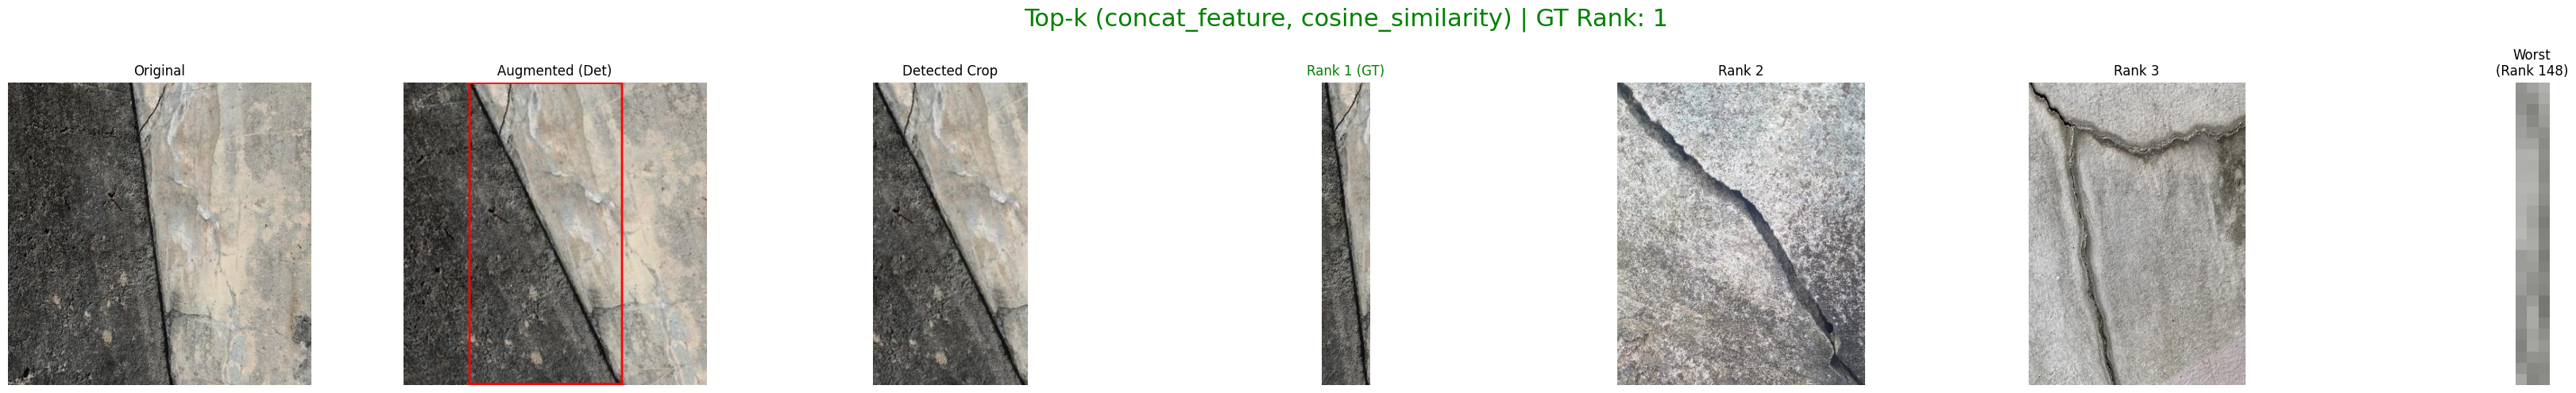 Top-k (concat_feature, cosine_similarity) | GT Rank: 1
Original
Augmented (Det)
Detected Crop
Rank 1 (GT)
Rank 2
Rank 3
Worst
(Rank 148)